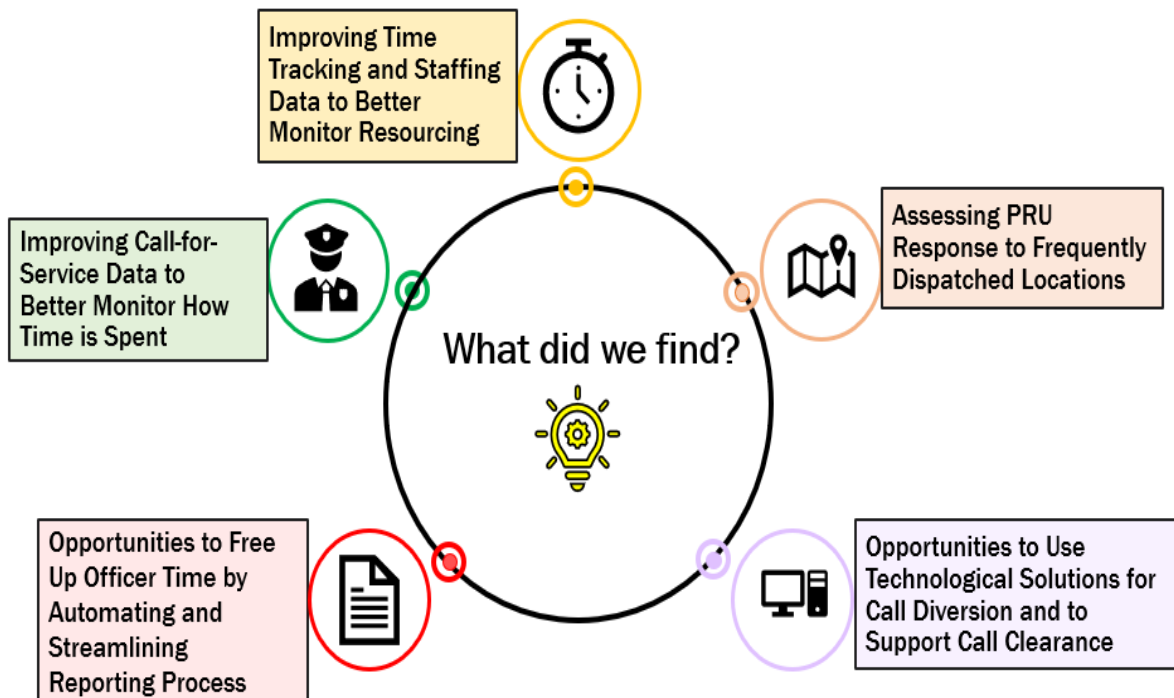 Improving Time
Tracking and Staffing
Data to Better
Monitor Resourcing
Assessing PRU
Response to Frequently
Dispatched Locations
Improving Call-for-
Service Data to
Better Monitor How
Time is Spent
What did we find?
Opportunities to Free
Up Officer Time by
Automating and
Streamlining
Reporting Process
Opportunities to Use
Technological Solutions for
Call Diversion and to
Support Call Clearance